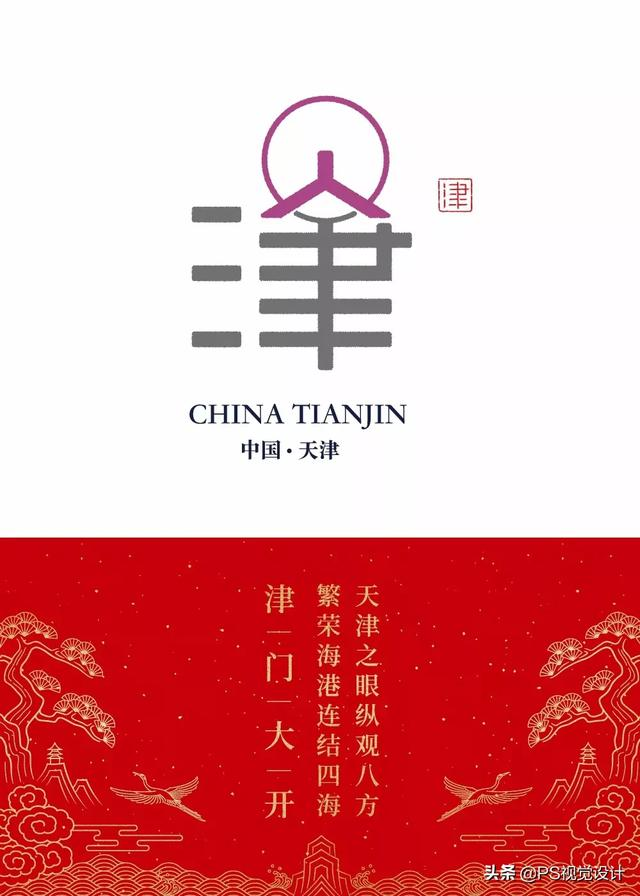 津
津
CHINA TIANJIN
中国·天津
天津之眼纵观八方
繁荣海港连结四海
津|门|大|开
头条 @PS视觉设计